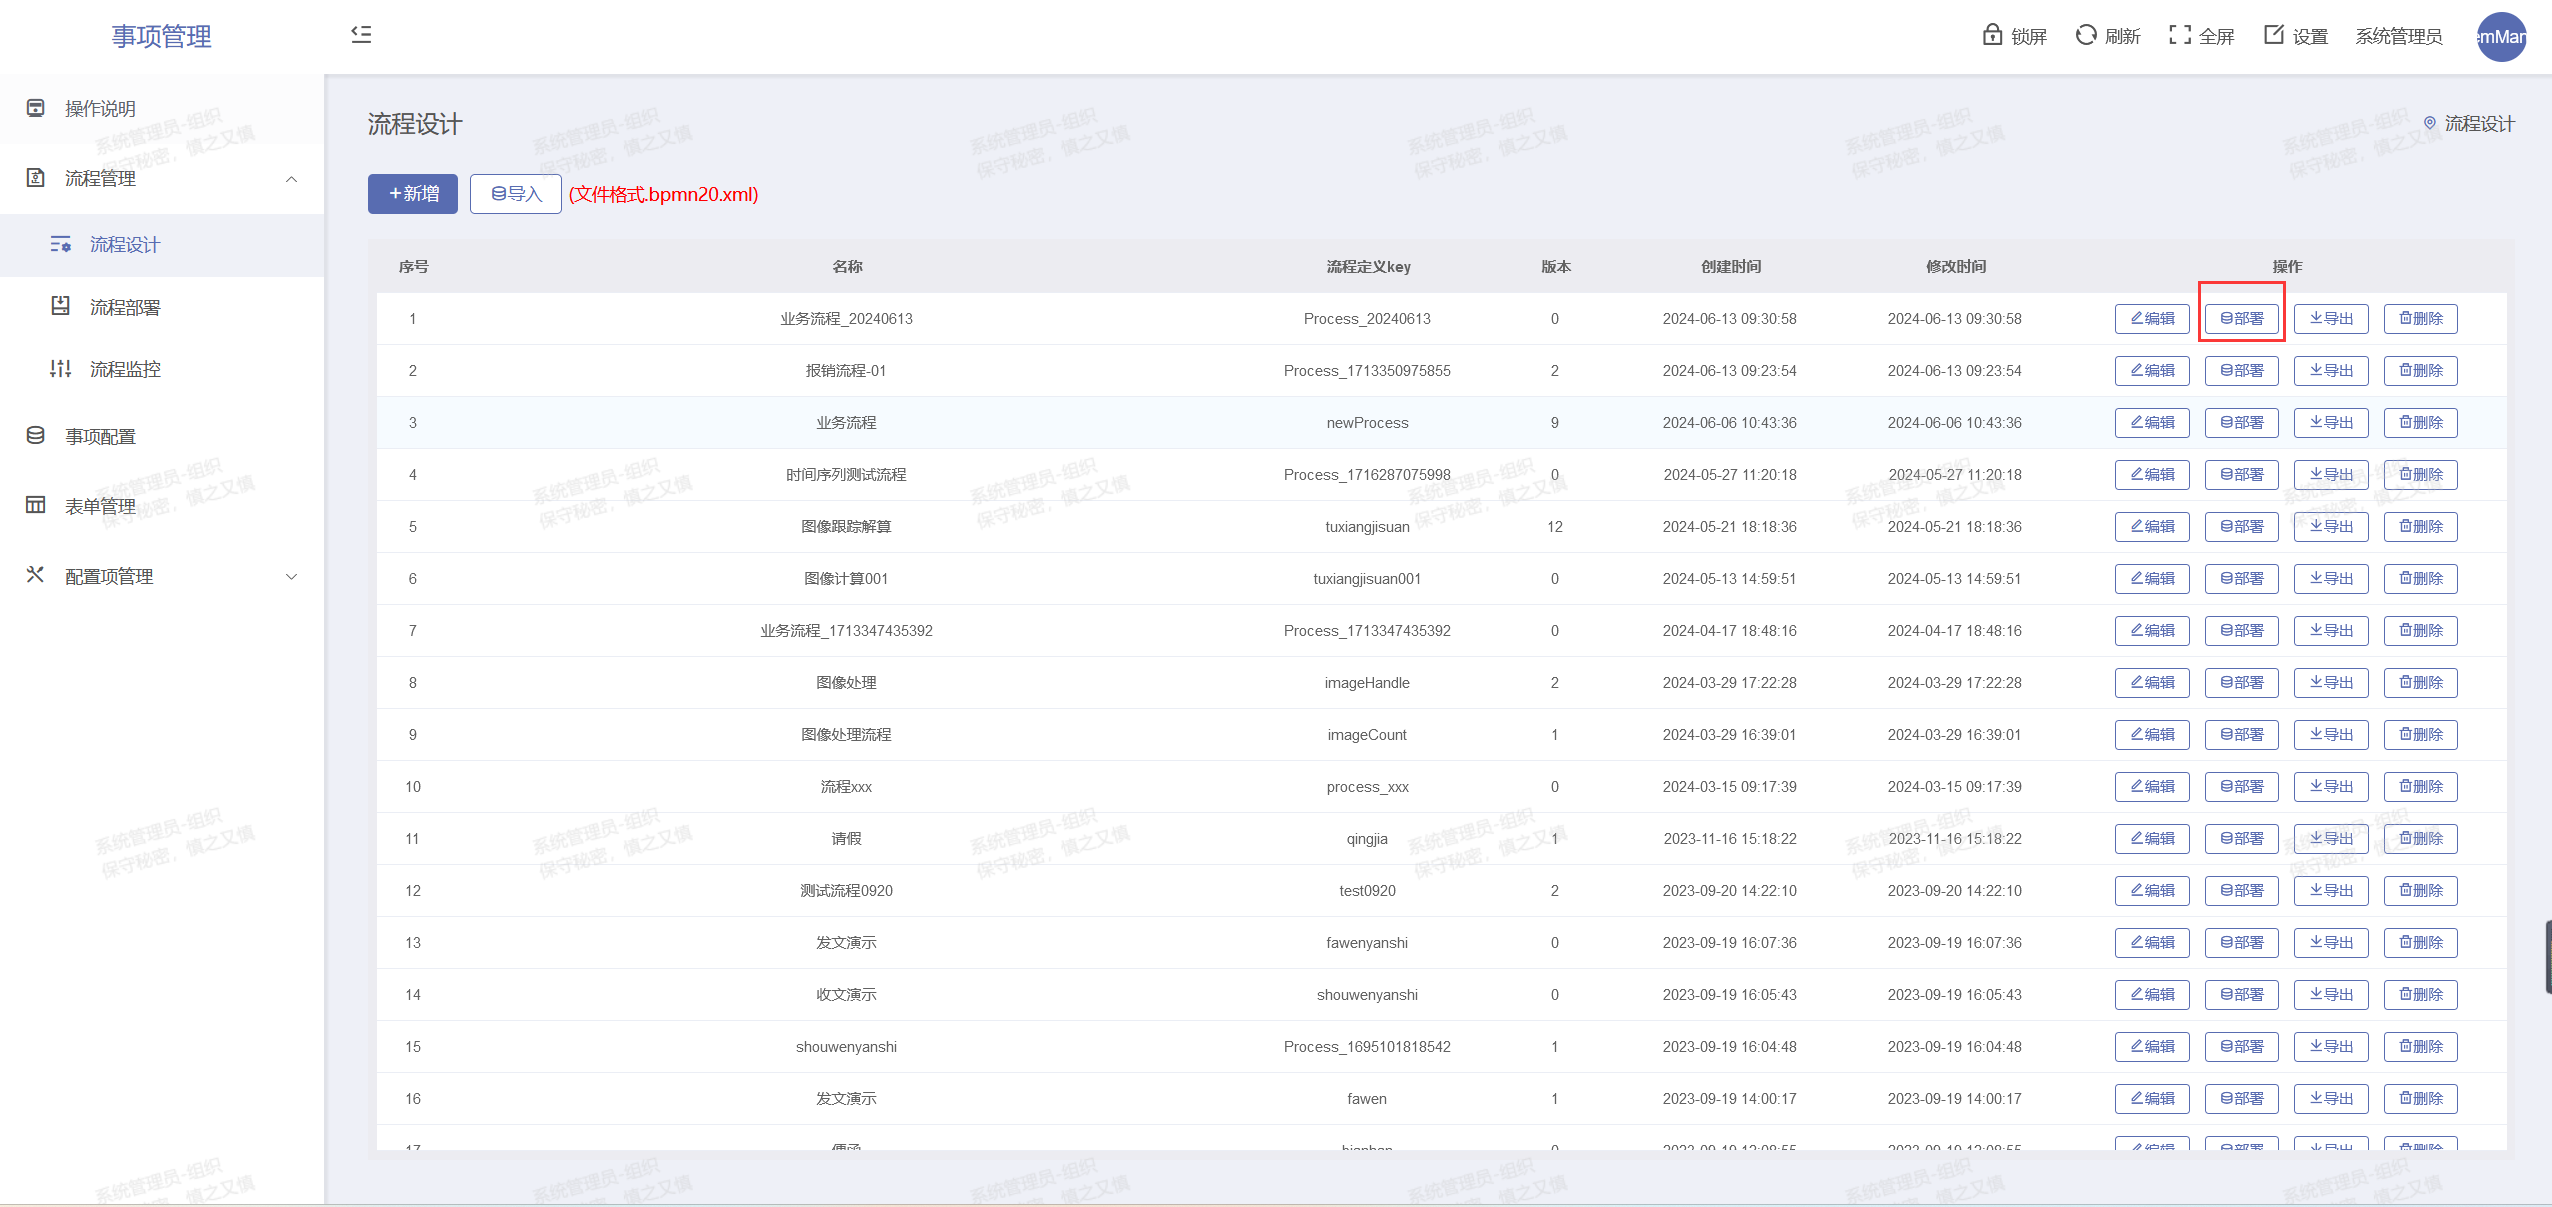 事项管理
锁屏 刷新 全屏 设置 系统管理员 emMan
操作说明
流程管理
流程设计
流程部署
流程监控
事项配置
表单管理
配置项管理
流程设计
流程设计
+新增 导入 (文件格式.bpmn20.xml)
序号 名称 流程定义key 版本 创建时间 修改时间 操作
1 业务流程_20240613 Process_20240613 0 2024-06-13 09:30:58 2024-06-13 09:30:58 编辑 部署 导出 删除
2 报销流程-01 Process_1713350975855 2 2024-06-13 09:23:54 2024-06-13 09:23:54 编辑 部署 导出 删除
3 业务流程 newProcess 9 2024-06-06 10:43:36 2024-06-06 10:43:36 编辑 部署 导出 删除
4 时间序列测试流程 Process_1716287075998 0 2024-05-27 11:20:18 2024-05-27 11:20:18 编辑 部署 导出 删除
5 图像跟踪解算 tuxiangjisuan 12 2024-05-21 18:18:36 2024-05-21 18:18:36 编辑 部署 导出 删除
6 图像计算001 tuxiangjisuan001 0 2024-05-13 14:59:51 2024-05-13 14:59:51 编辑 部署 导出 删除
7 业务流程_1713347435392 Process_1713347435392 0 2024-04-17 18:48:16 2024-04-17 18:48:16 编辑 部署 导出 删除
8 图像处理 imageHandle 2 2024-03-29 17:22:28 2024-03-29 17:22:28 编辑 部署 导出 删除
9 图像处理流程 imageCount 1 2024-03-29 16:39:01 2024-03-29 16:39:01 编辑 部署 导出 删除
10 流程xxx process_xxx 0 2024-03-15 09:17:39 2024-03-15 09:17:39 编辑 部署 导出 删除
11 请假 qingjia 1 2023-11-16 15:18:22 2023-11-16 15:18:22 编辑 部署 导出 删除
12 测试流程0920 test0920 2 2023-09-20 14:22:10 2023-09-20 14:22:10 编辑 部署 导出 删除
13 发文演示 fawenyanshi 0 2023-09-19 16:07:36 2023-09-19 16:07:36 编辑 部署 导出 删除
14 收文演示 shouwenyanshi 0 2023-09-19 16:05:43 2023-09-19 16:05:43 编辑 部署 导出 删除
15 shouwenyanshi Process_1695101818542 1 2023-09-19 16:04:48 2023-09-19 16:04:48 编辑 部署 导出 删除
16 发文演示 fawen 1 2023-09-19 14:00:17 2023-09-19 14:00:17 编辑 部署 导出 删除
系统管理员-组织
保守秘密，慎之又慎